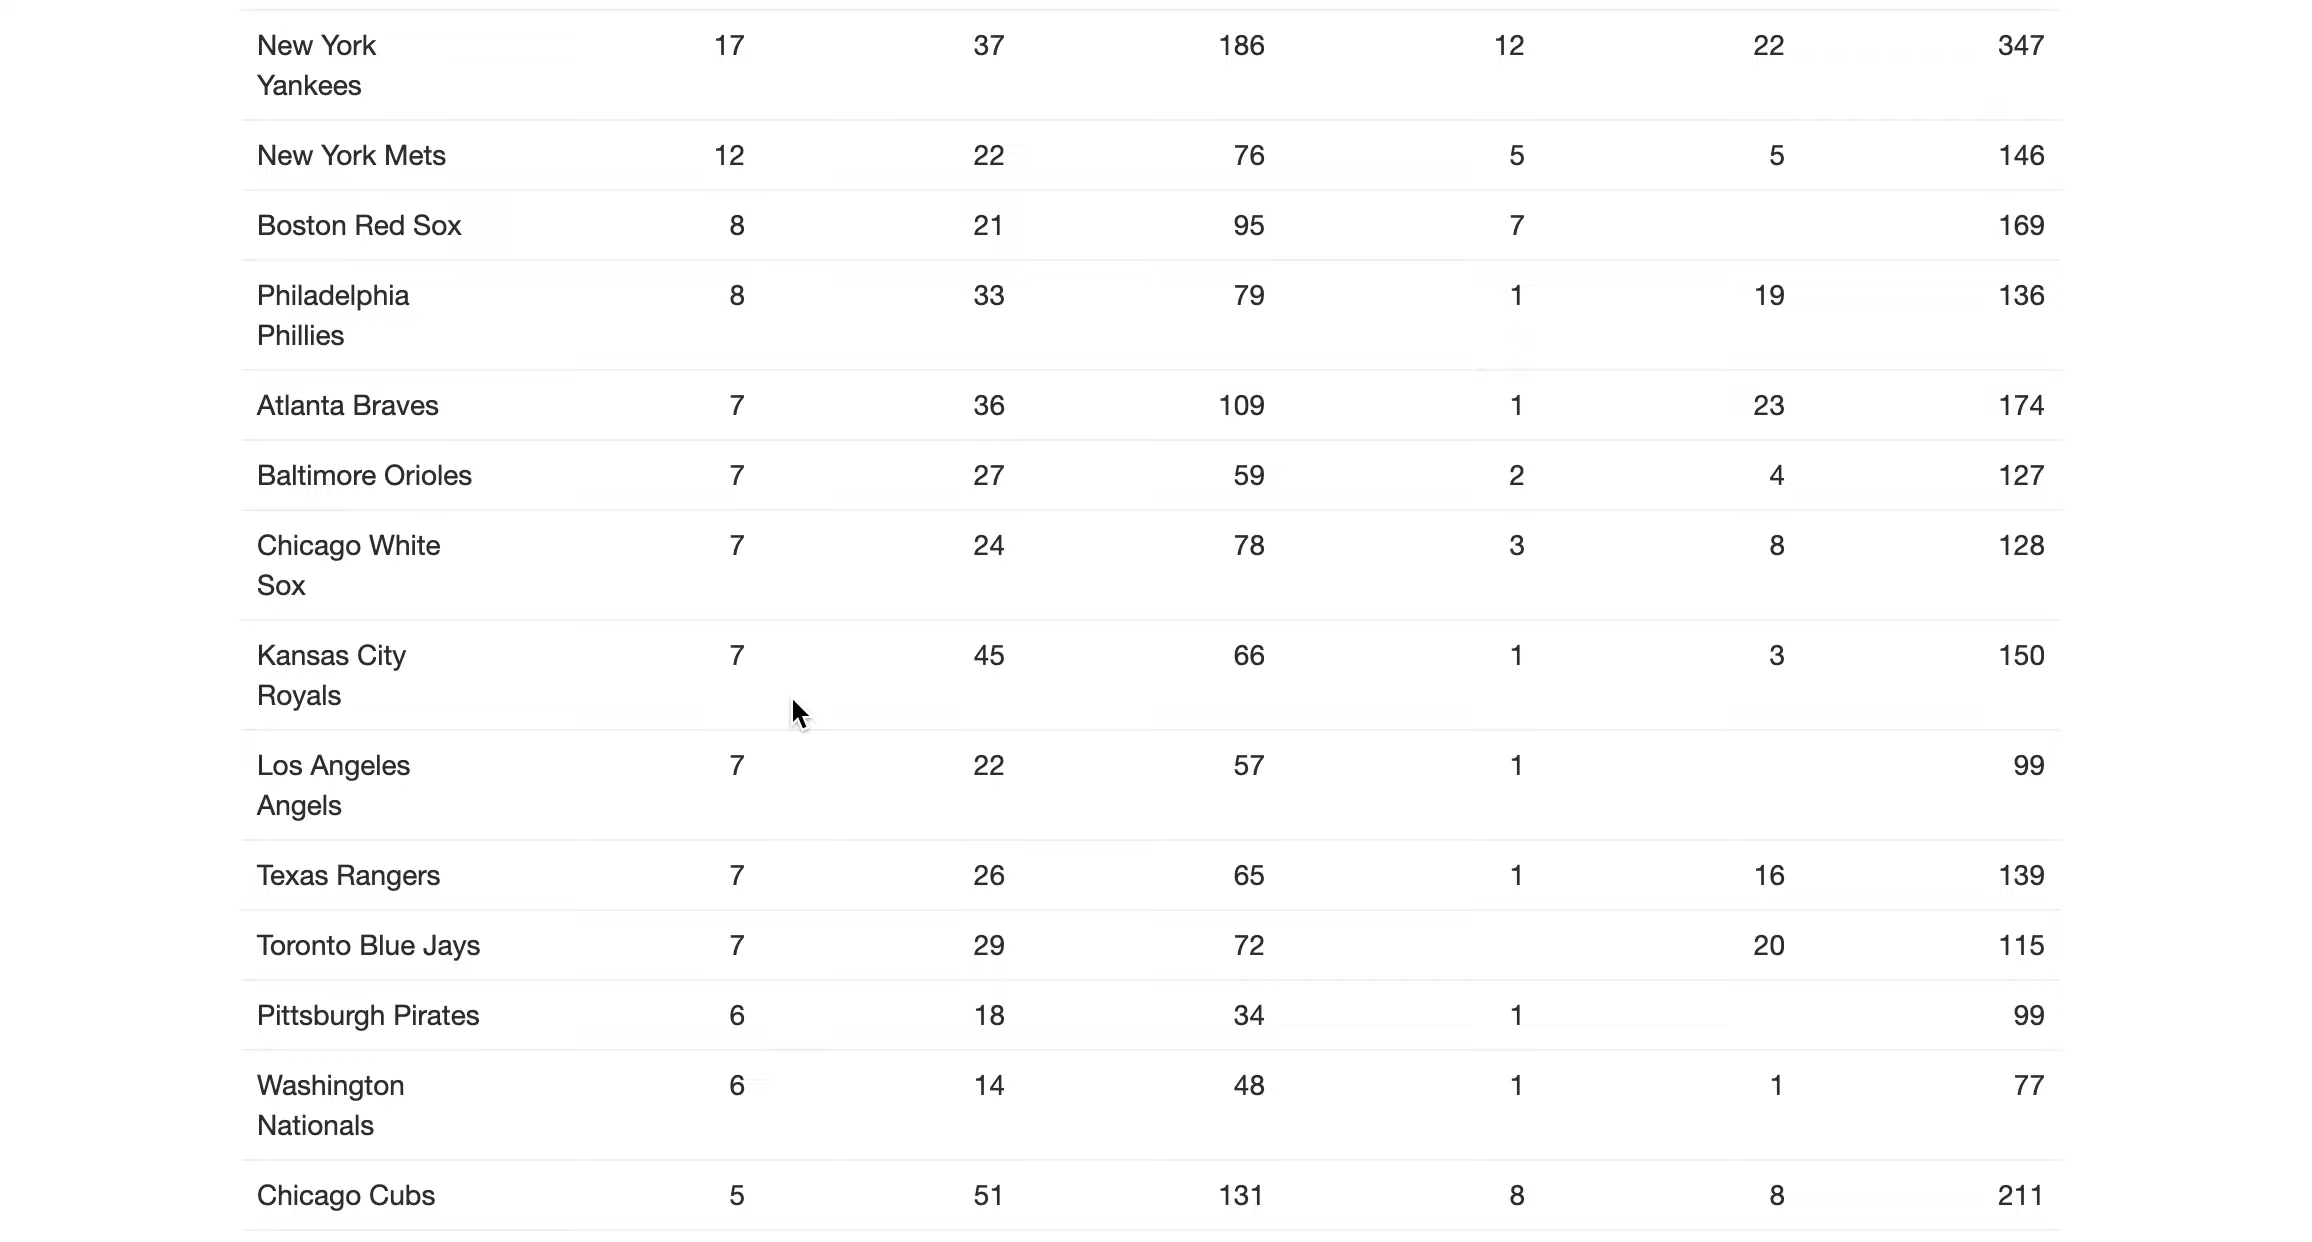 New York 17 37 186 12 22 347
Yankees
New York Mets 12 22 76 5 5 146
Boston Red Sox 8 21 95 7 169
Philadelphia 8 33 79 1 19 136
Phillies
Atlanta Braves 7 36 109 1 23 174
Baltimore Orioles 7 27 59 2 4 127
Chicago White 7 24 78 3 8 128
Sox
Kansas City 7 45 66 1 3 150
Royals
Los Angeles 7 22 57 1 99
Angels
Texas Rangers 7 26 65 1 16 139
Toronto Blue Jays 7 29 72 20 115
Pittsburgh Pirates 6 18 34 1 99
Washington 6 14 48 1 1 77
Nationals
Chicago Cubs 5 51 131 8 8 211